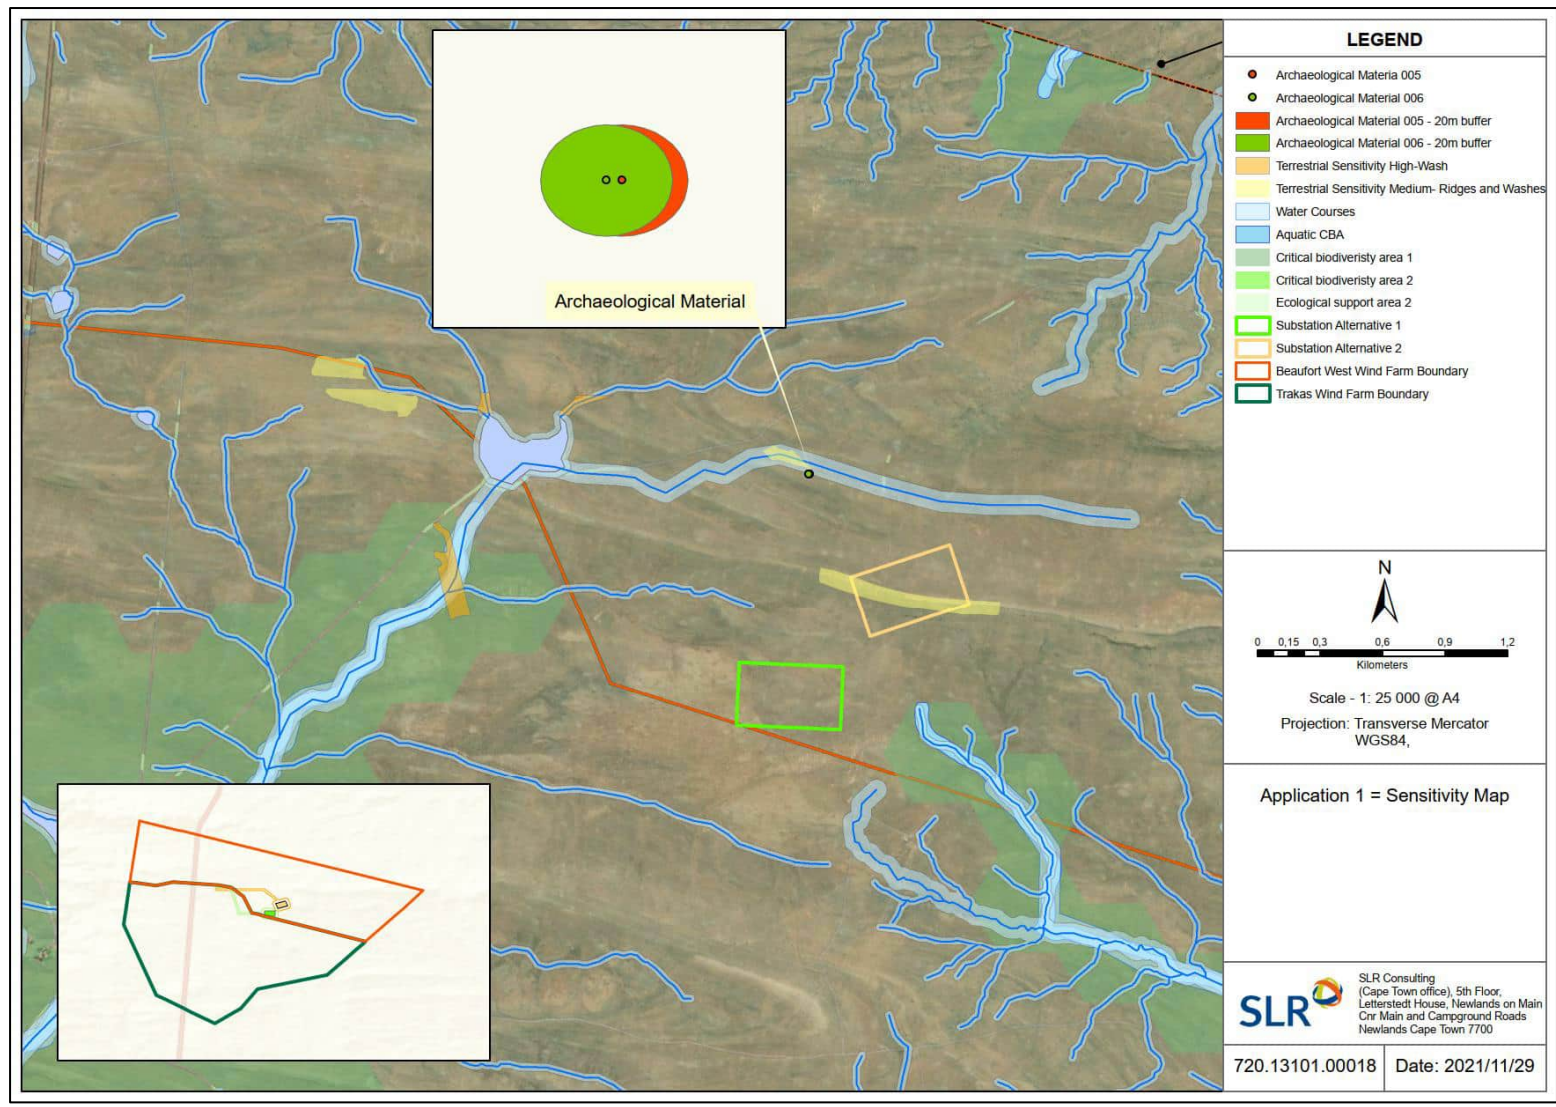 Archaeological Material
LEGEND
Archaeological Materia 005
Archaeological Material 006
Archaeological Material 005 - 20m buffer
Archaeological Material 006 - 20m buffer
Terrestrial Sensitivity High-Wash
Terrestrial Sensitivity Medium- Ridges and Washes
Water Courses
Aquatic CBA
Critical biodiveristy area 1
Critical biodiveristy area 2
Ecological support area 2
Substation Alternative 1
Substation Alternative 2
Beaufort West Wind Farm Boundary
Trakas Wind Farm Boundary
N
0 0,15 0,3 0,6 0,9 1,2
Kilometers
Scale - 1: 25 000 @ A4
Projection: Transverse Mercator
WGS84,
Application 1 = Sensitivity Map
SLR
SLR Consulting
(Cape Town office), 5th Floor,
Letterstedt House, Newlands on Main
Cnr Main and Campground Roads
Newlands Cape Town 7700
720.13101.00018
Date: 2021/11/29